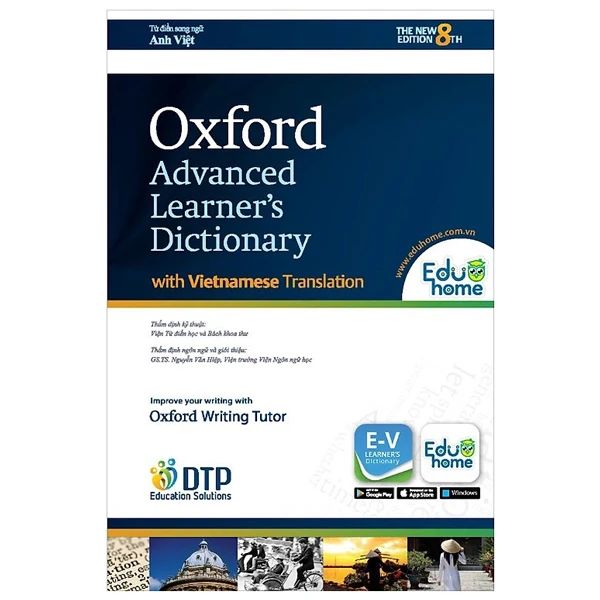 Từ điển song ngữ
Anh Việt
THE NEW
EDITION 8TH
Oxford
Advanced
Learner's
Dictionary
with Vietnamese Translation
www.eduhome.com.vn
Edu
home
Thẩm định kỹ thuật:
Viện Từ điển học và Bách khoa thư
Thẩm định ngôn ngữ và giới thiệu:
GS.TS. Nguyễn Văn Hiệp, Viện trưởng Viện Ngôn ngữ học
Improve your writing with
Oxford Writing Tutor
E-V
LEARNER'S
Dictionary
Edu
home
Google Play
App Store
Windows
DTP
Education Solutions